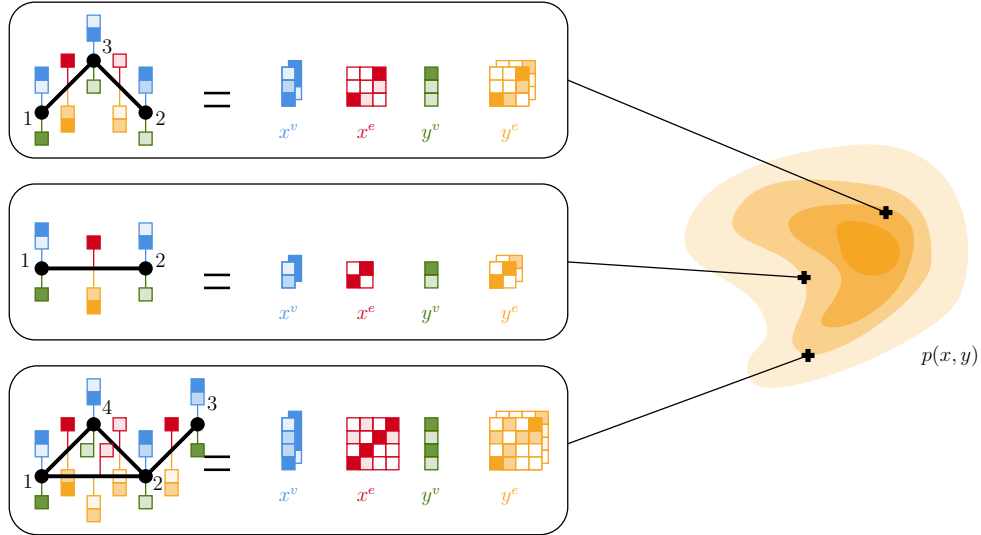 3
1
2
=
x^v
x^e
y^v
y^e
1
2
=
x^v
x^e
y^v
y^e
p(x, y)
4
3
1
2
=
x^v
x^e
y^v
y^e